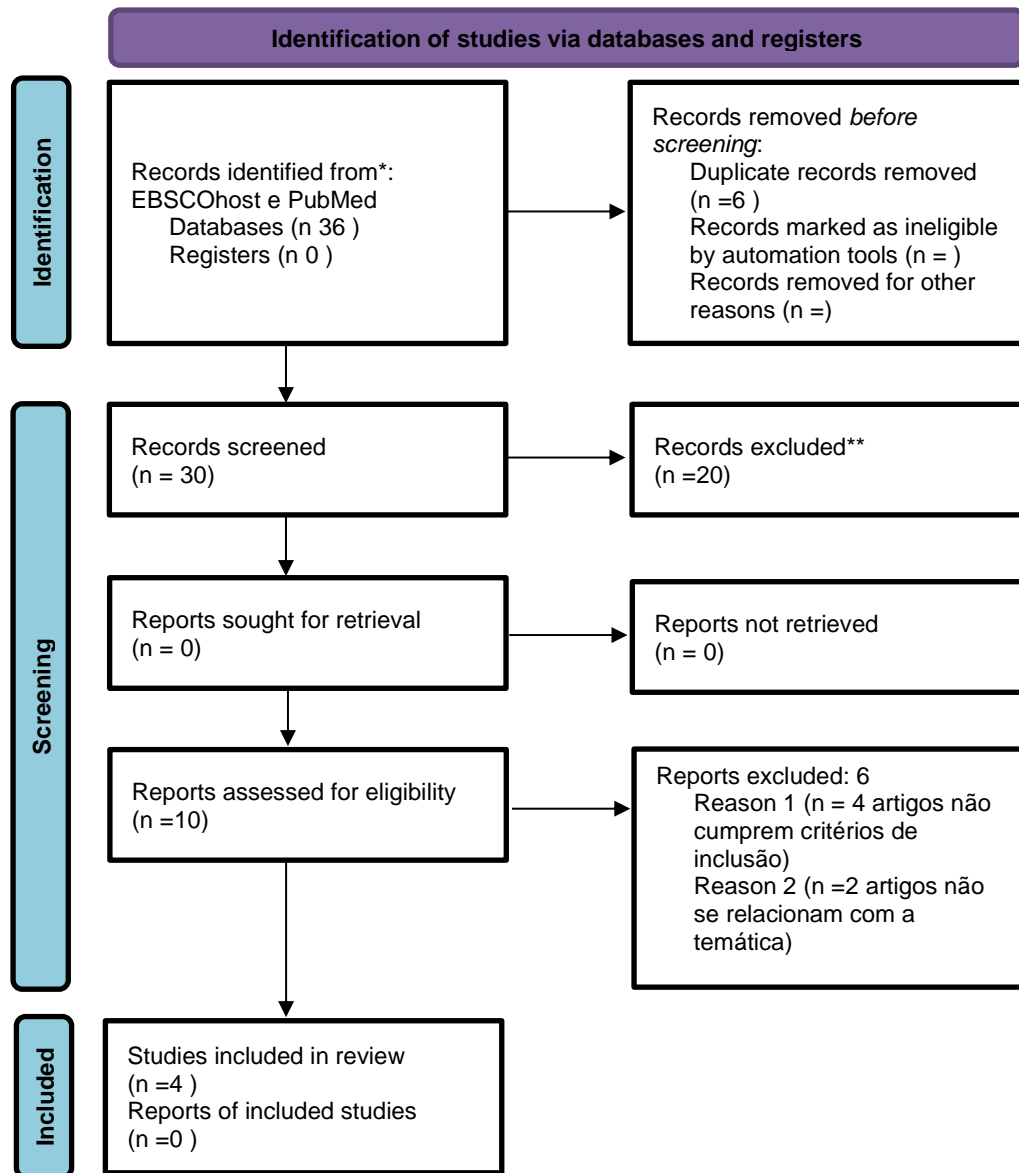 Identification of studies via databases and registers
Identification
Records identified from*:
EBSCOhost e PubMed
Databases (n 36 )
Registers (n 0 )
Records removed before
screening:
Duplicate records removed
(n =6 )
Records marked as ineligible
by automation tools (n = )
Records removed for other
reasons (n =)
Screening
Records screened
(n = 30)
Records excluded**
(n =20)
Reports sought for retrieval
(n = 0)
Reports not retrieved
(n = 0)
Reports assessed for eligibility
(n =10)
Reports excluded: 6
Reason 1 (n = 4 artigos não
cumprem critérios de
inclusão)
Reason 2 (n =2 artigos não
se relacionam com a
temática)
Included
Studies included in review
(n =4 )
Reports of included studies
(n =0 )